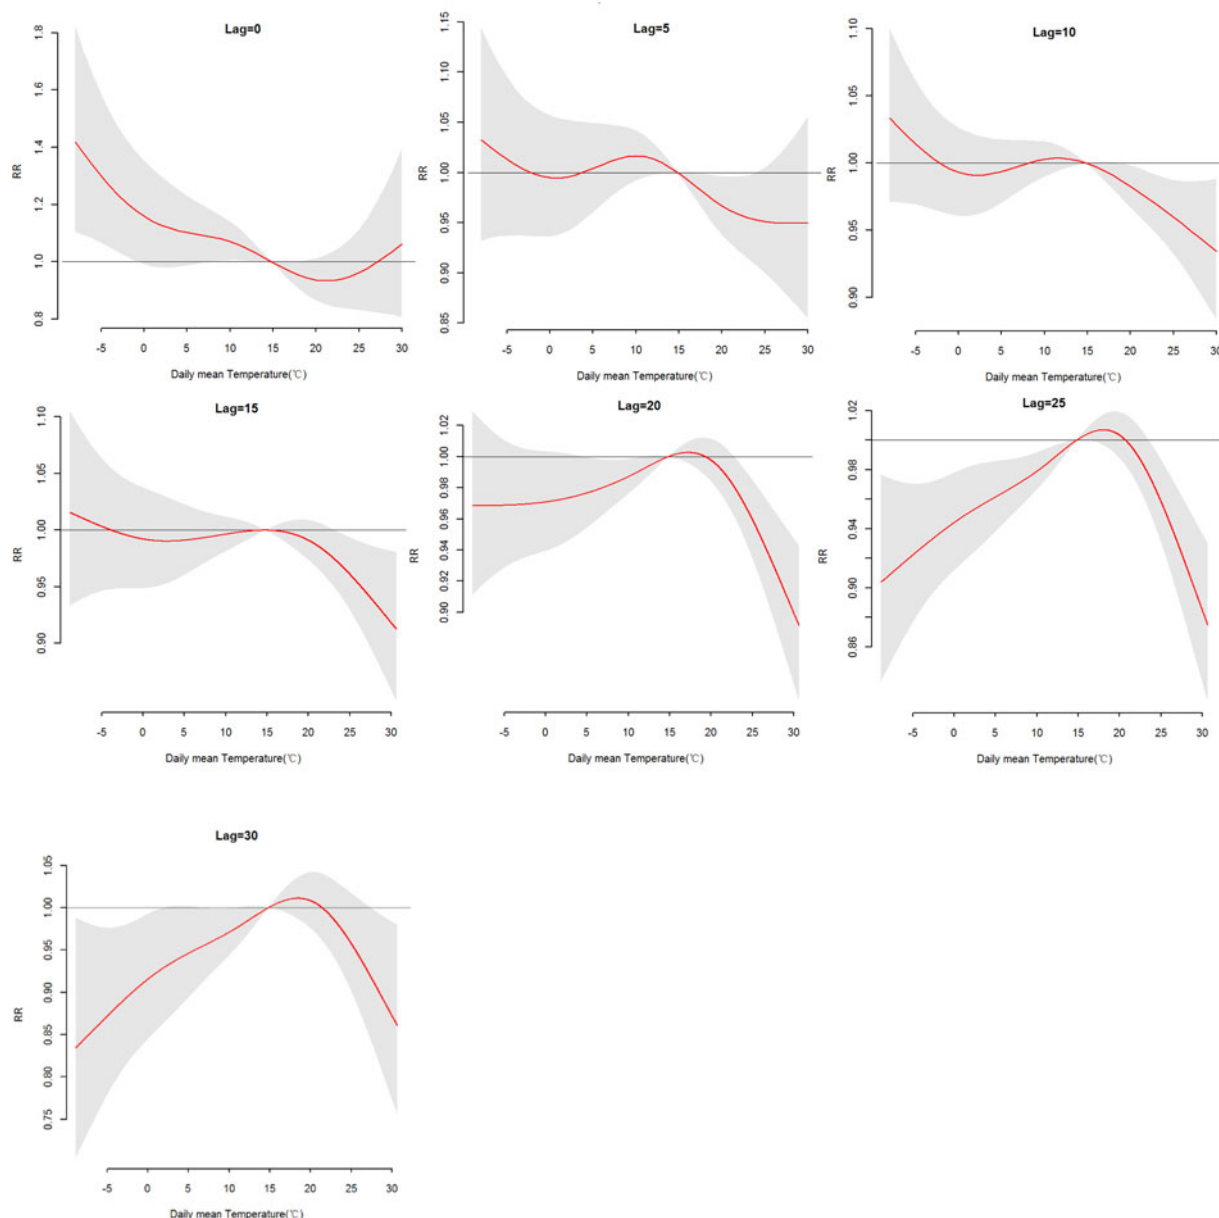 Lag=0
RR
1.8
1.6
1.4
1.2
1.0
0.8
-5 0 5 10 15 20 25 30
Daily mean Temperature(℃)
Lag=5
RR
1.15
1.10
1.05
1.00
0.95
0.90
0.85
-5 0 5 10 15 20 25 30
Daily mean Temperature(℃)
Lag=10
RR
1.10
1.05
1.00
0.95
0.90
-5 0 5 10 15 20 25 30
Daily mean Temperature(℃)
Lag=15
RR
1.10
1.05
1.00
0.95
0.90
-5 0 5 10 15 20 25 30
Daily mean Temperature(℃)
Lag=20
RR
1.02
1.00
0.98
0.96
0.94
0.92
0.90
-5 0 5 10 15 20 25 30
Daily mean Temperature(℃)
Lag=25
RR
1.02
0.98
0.94
0.90
0.86
-5 0 5 10 15 20 25 30
Daily mean Temperature(℃)
Lag=30
RR
1.05
1.00
0.95
0.90
0.85
0.80
0.75
-5 0 5 10 15 20 25 30
Daily mean Temperature(℃)